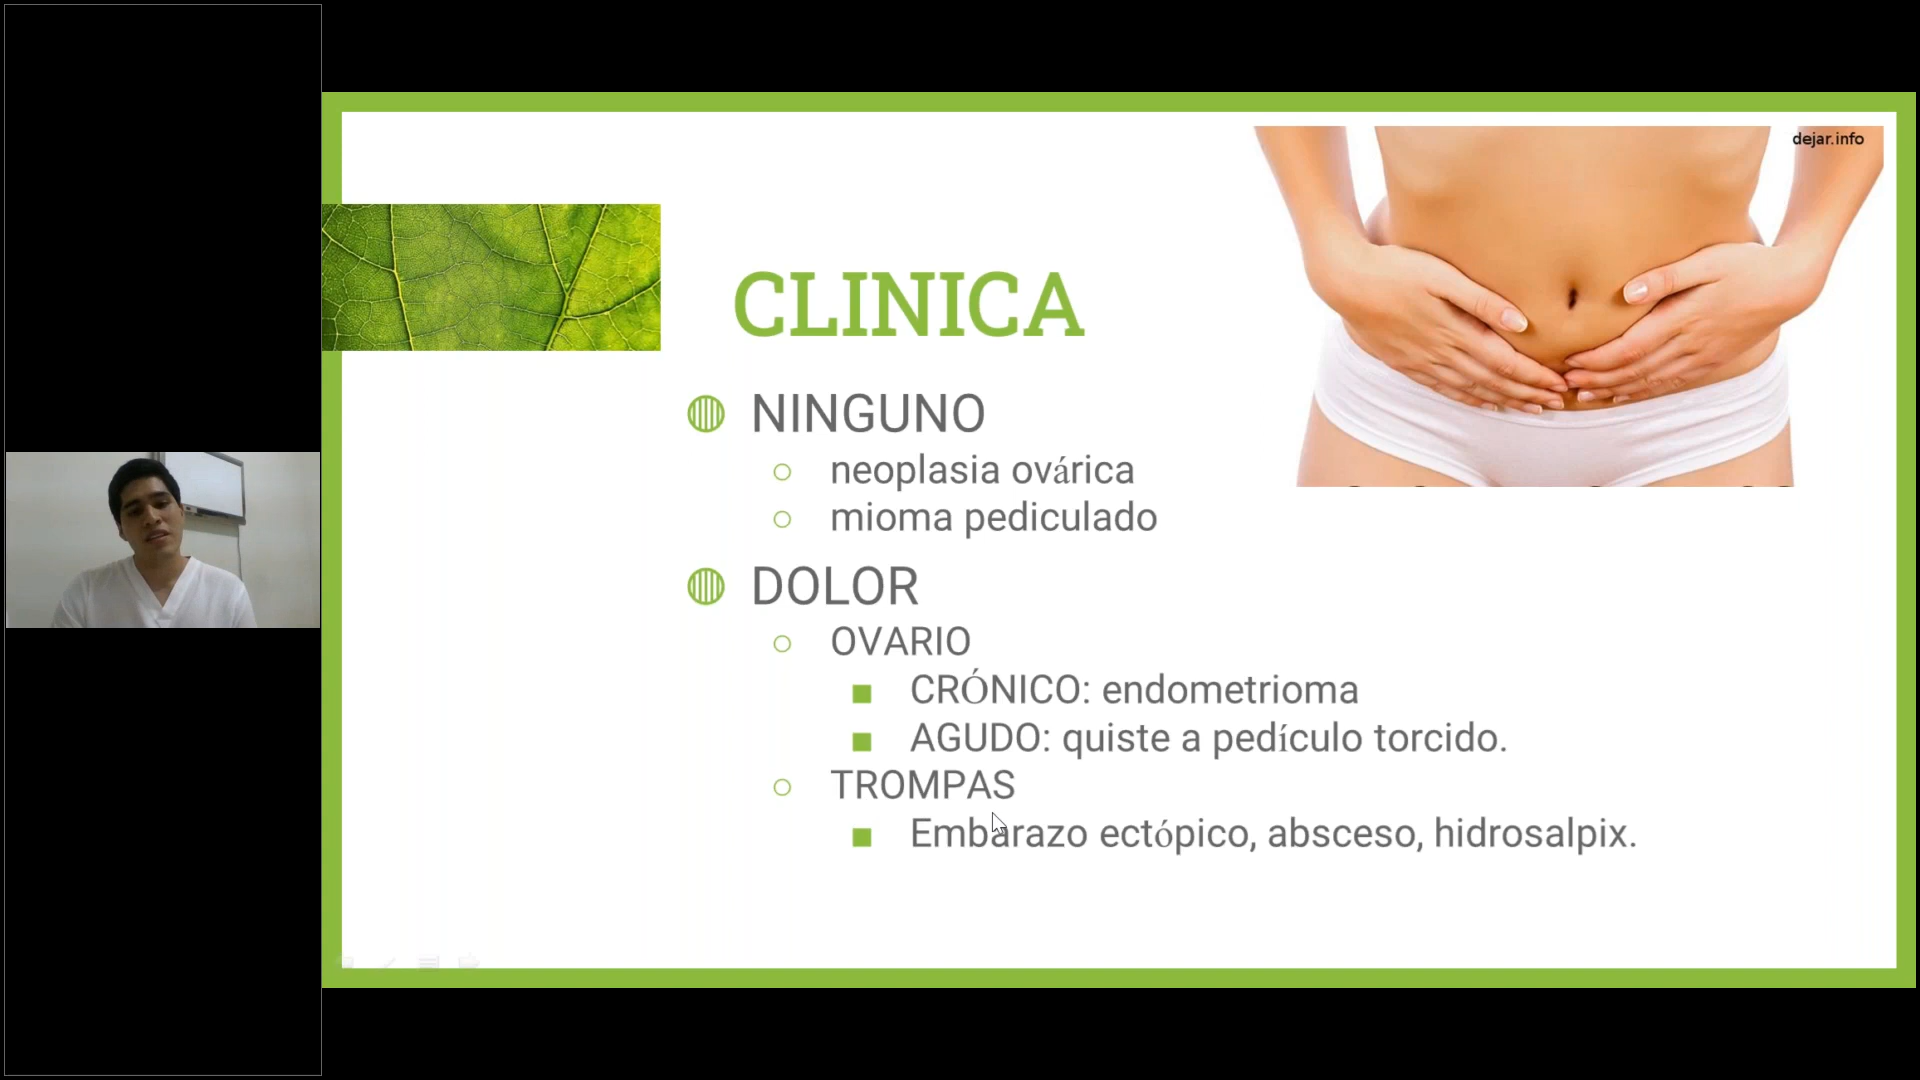 dejar.info
CLINICA
NINGUNO
neoplasia ovárica
mioma pediculado
DOLOR
OVARIO
CRÓNICO: endometrioma
AGUDO: quiste a pedículo torcido.
TROMPAS
Embarazo ectópico, absceso, hidrosalpix.